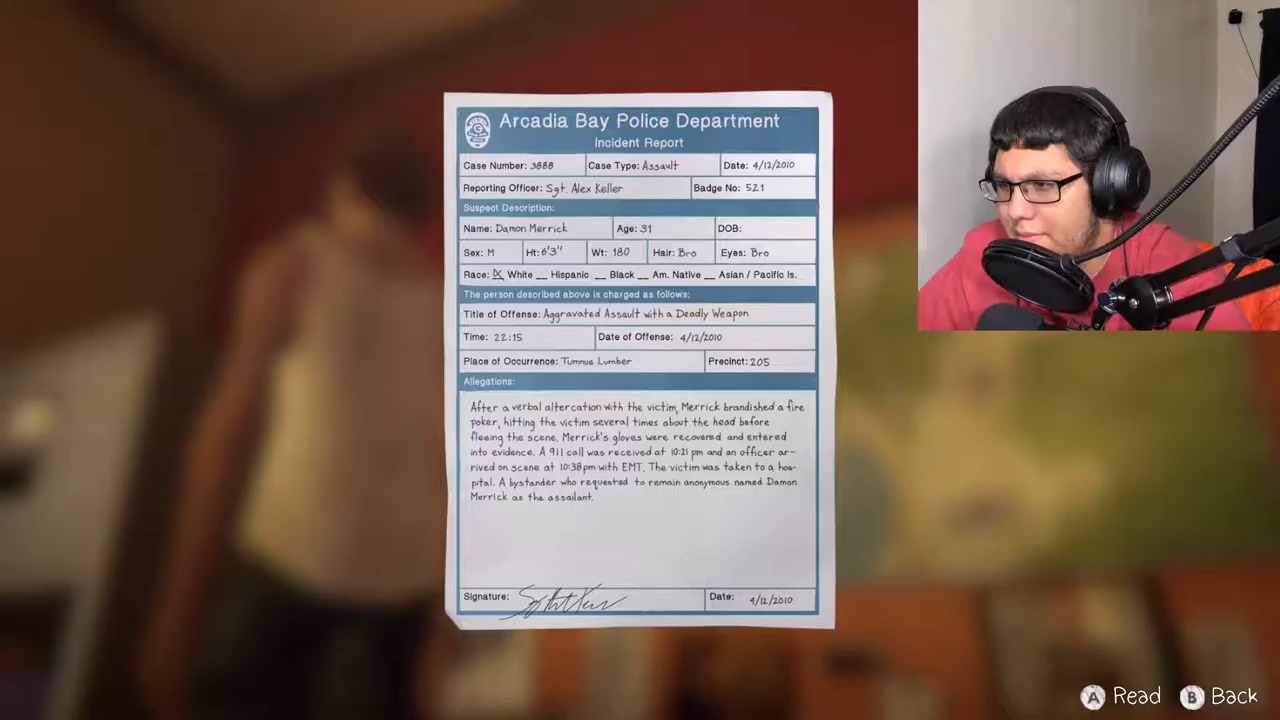 Arcadia Bay Police Department
Incident Report
Case Number: 3888 Case Type: Assault Date: 4/12/2010
Reporting Officer: Sgt. Alex Keller Badge No: 521
Suspect Description:
Name: Damon Merrick Age: 31 DOB:
Sex: M Ht: 6'3" Wt: 180 Hair: Bro Eyes: Bro
Race: X White __ Hispanic __ Black __ Am. Native __ Asian / Pacific Is.
The person described above is charged as follows:
Title of Offense: Aggravated Assault with a Deadly Weapon
Time: 22:15 Date of Offense: 4/12/2010
Place of Occurrence: Tumnus Lumber Precinct: 205
Allegations:
After a verbal altercation with the victim, Merrick brandished a fire
poker, hitting the victim several times about the head before
fleeing the scene. Merrick's gloves were recovered and entered
into evidence. A 911 call was received at 10:21 pm and an officer ar-
rived on scene at 10:38pm with EMT. The victim was taken to a hos-
pital. A bystander who requested to remain anonymous named Damon
Merrick as the assailant.
Signature: Date: 4/12/2010
A Read B Back